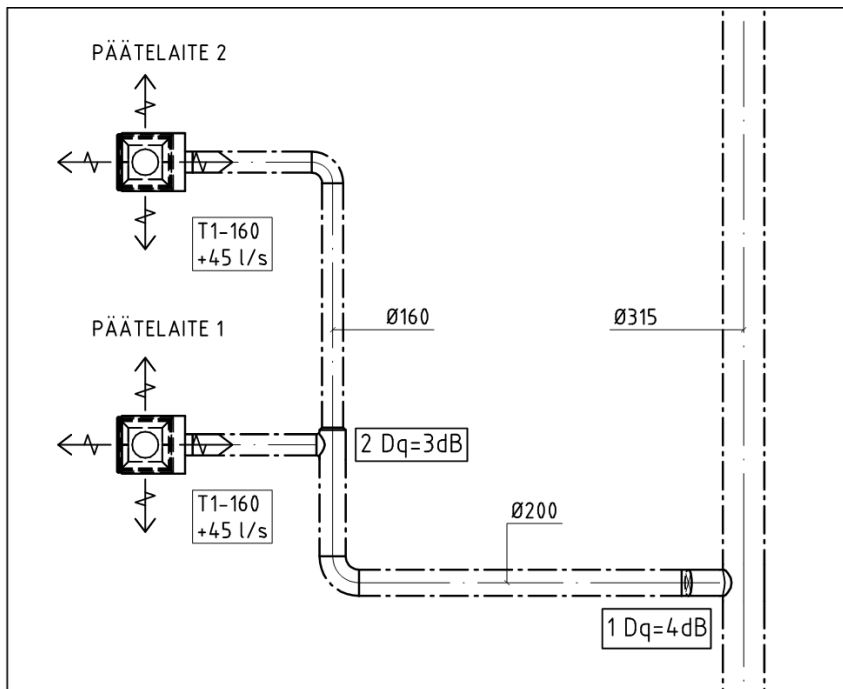 PÄÄTELAITE 2
T1-160
+45 l/s
Ø160
Ø315
PÄÄTELAITE 1
2 Dq=3dB
T1-160
+45 l/s
Ø200
1 Dq=4dB